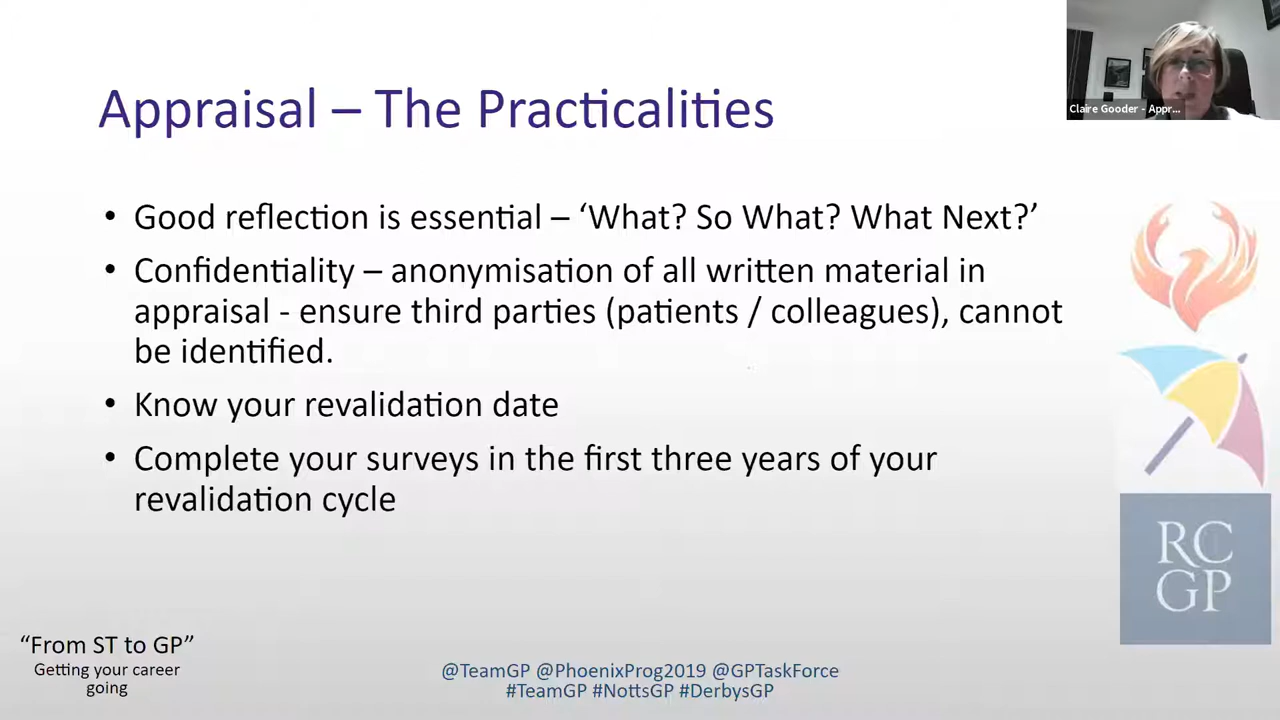 Claire Gooder - Appr...
Appraisal – The Practicalities
• Good reflection is essential – ‘What? So What? What Next?’
• Confidentiality – anonymisation of all written material in
appraisal - ensure third parties (patients / colleagues), cannot
be identified.
• Know your revalidation date
• Complete your surveys in the first three years of your
revalidation cycle
RC
GP
“From ST to GP”
Getting your career
going
@TeamGP @PhoenixProg2019 @GPTaskForce
#TeamGP #NottsGP #DerbysGP